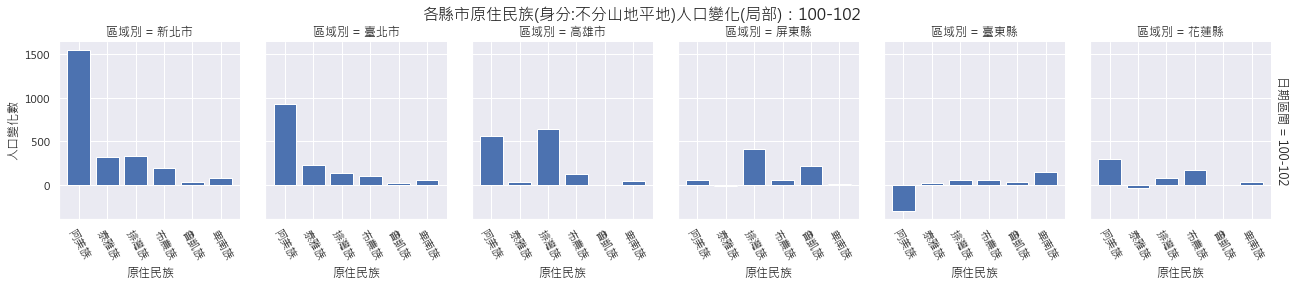 各縣市原住民族(身分:不分山地平地)人口變化(局部)：100-102
區域別 = 新北市
區域別 = 臺北市
區域別 = 高雄市
區域別 = 屏東縣
區域別 = 臺東縣
區域別 = 花蓮縣
人口變化數
1500
1000
500
0
日期區間 = 100-102
阿美族 泰雅族 排灣族 布農族 魯凱族 卑南族
阿美族 泰雅族 排灣族 布農族 魯凱族 卑南族
阿美族 泰雅族 排灣族 布農族 魯凱族 卑南族
阿美族 泰雅族 排灣族 布農族 魯凱族 卑南族
阿美族 泰雅族 排灣族 布農族 魯凱族 卑南族
阿美族 泰雅族 排灣族 布農族 魯凱族 卑南族
原住民族
原住民族
原住民族
原住民族
原住民族
原住民族